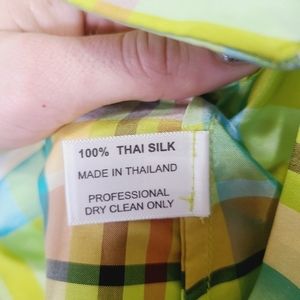 100% THAI SILK
MADE IN THAILAND
PROFESSIONAL
DRY CLEAN ONLY